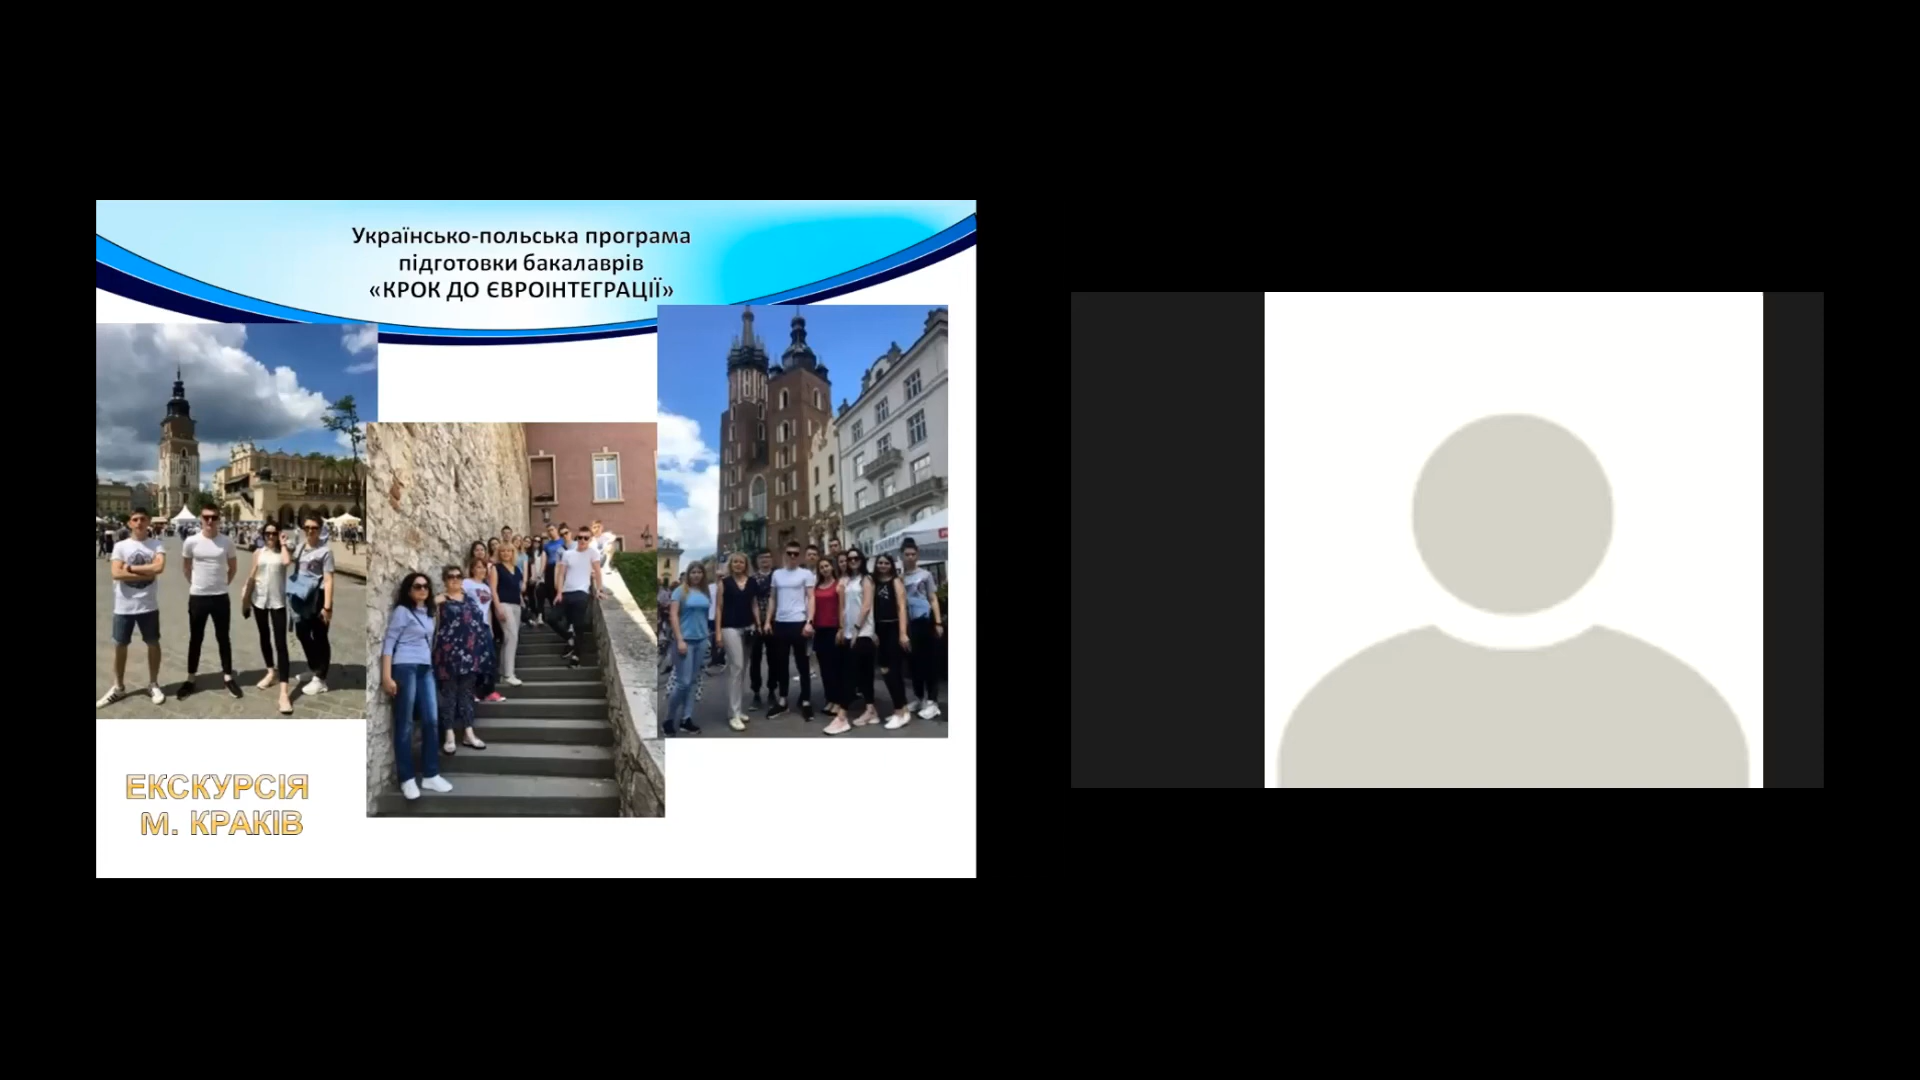 Українсько-польська програма
підготовки бакалаврів
«КРОК ДО ЄВРОІНТЕГРАЦІЇ»
ЕКСКУРСІЯ
М. КРАКІВ